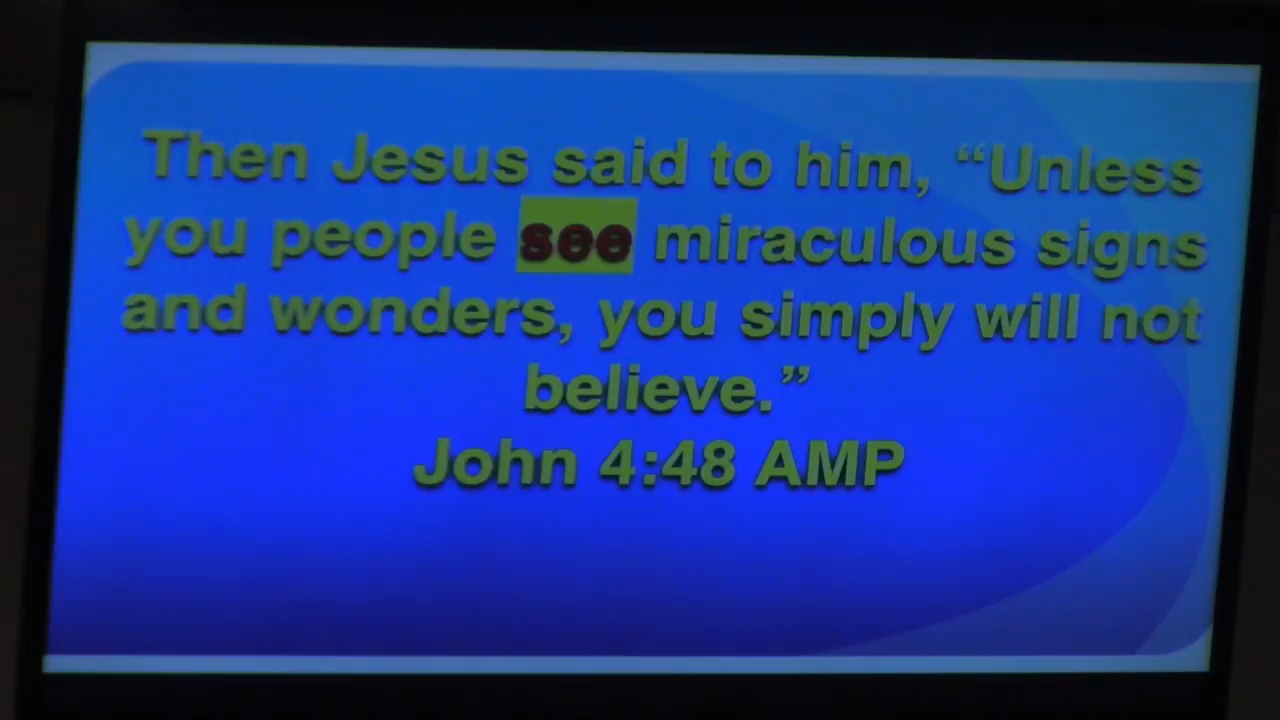 Then Jesus said to him, “Unless
you people see miraculous signs
and wonders, you simply will not
believe.”
John 4:48 AMP